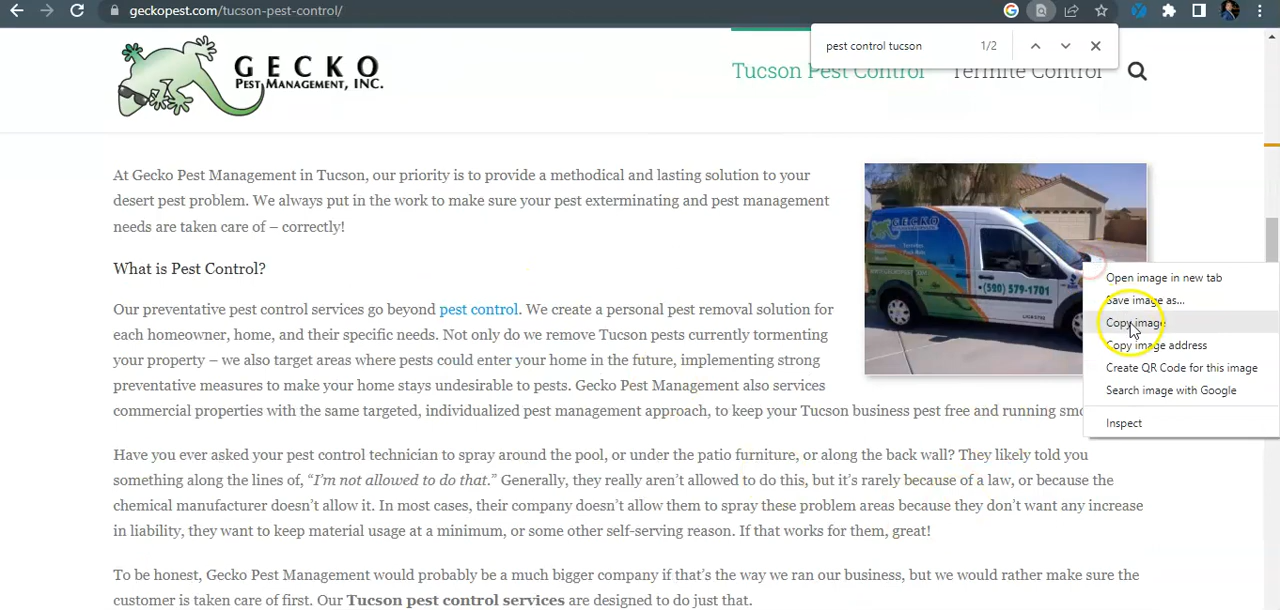 geckopest.com/tucson-pest-control/
pest control tucson 1/2
GECKO
PEST MANAGEMENT, INC.
Tucson Pest Control Termite Control
At Gecko Pest Management in Tucson, our priority is to provide a methodical and lasting solution to your
desert pest problem. We always put in the work to make sure your pest exterminating and pest management
needs are taken care of – correctly!
What is Pest Control?
Our preventative pest control services go beyond pest control. We create a personal pest removal solution for
each homeowner, home, and their specific needs. Not only do we remove Tucson pests currently tormenting
your property – we also target areas where pests could enter your home in the future, implementing strong
preventative measures to make your home stays undesirable to pests. Gecko Pest Management also services
commercial properties with the same targeted, individualized pest management approach, to keep your Tucson business pest free and running
GECKO
(520) 579-1701
Open image in new tab
Save image as...
Copy image
Copy image address
Create QR Code for this image
Search image with Google
Inspect
Have you ever asked your pest control technician to spray around the pool, or under the patio furniture, or along the back wall? They likely told you
something along the lines of, “I’m not allowed to do that.” Generally, they really aren’t allowed to do this, but it’s rarely because of a law, or because the
chemical manufacturer doesn’t allow it. In most cases, their company doesn’t allow them to spray these problem areas because they don’t want any increase
in liability, they want to keep material usage at a minimum, or some other self-serving reason. If that works for them, great!
To be honest, Gecko Pest Management would probably be a much bigger company if that’s the way we ran our business, but we would rather make sure the
customer is taken care of first. Our Tucson pest control services are designed to do just that.